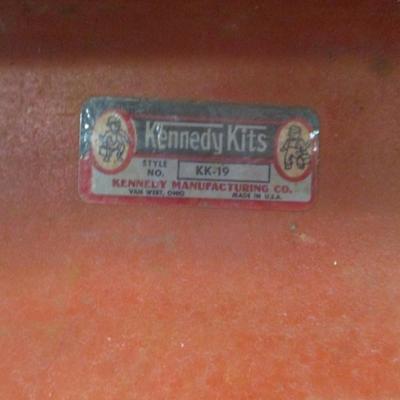 Kennedy Kits
STYLE NO. KK-19
KENNEDY MANUFACTURING CO.
VAN WERT, OHIO MADE IN U.S.A.